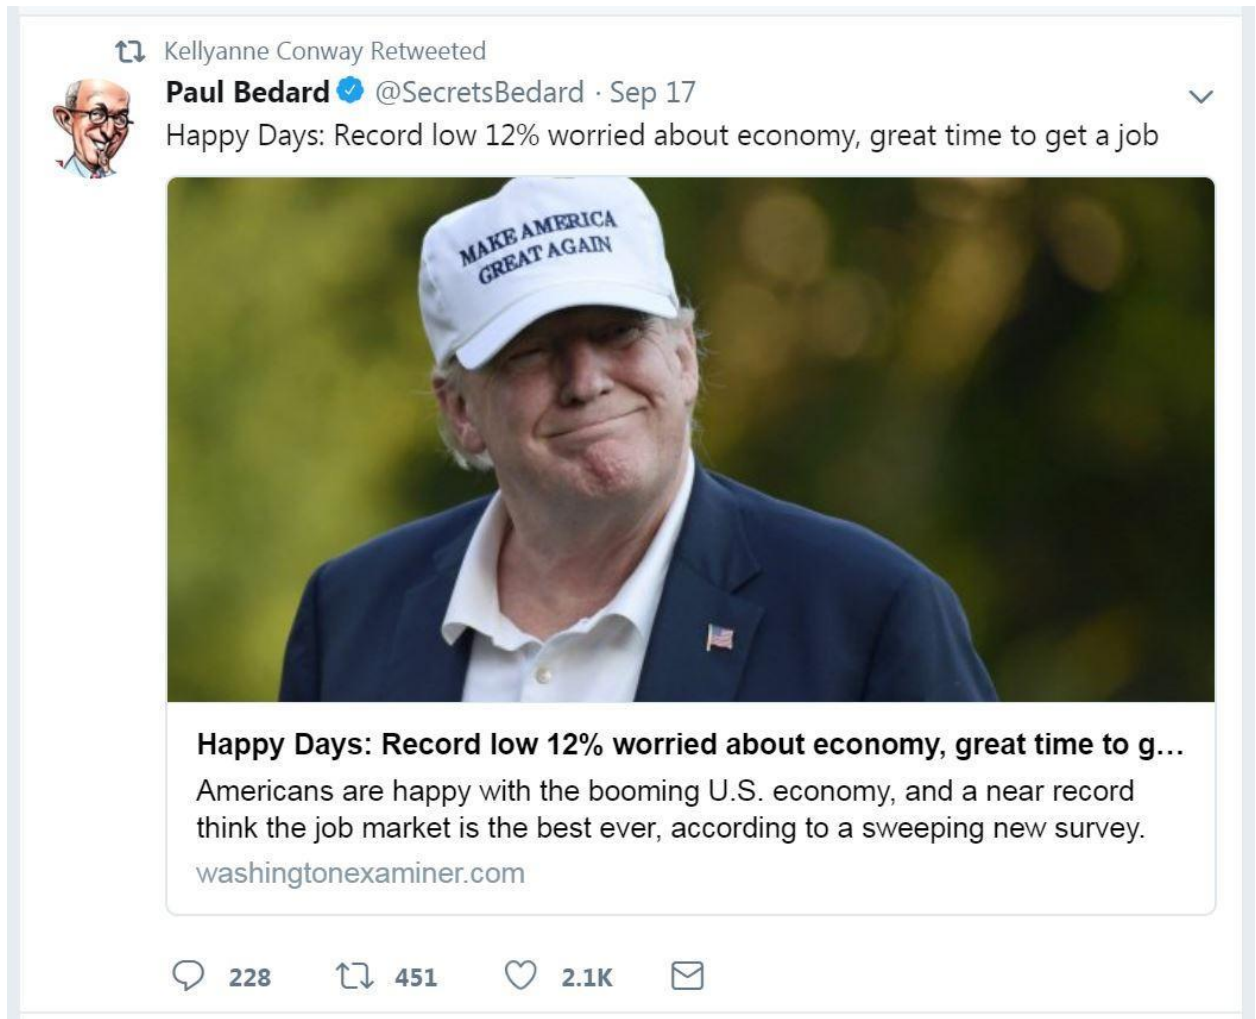 Kellyanne Conway Retweeted
Paul Bedard @SecretsBedard · Sep 17
Happy Days: Record low 12% worried about economy, great time to get a job
MAKE AMERICA
GREAT AGAIN
Happy Days: Record low 12% worried about economy, great time to g...
Americans are happy with the booming U.S. economy, and a near record
think the job market is the best ever, according to a sweeping new survey.
washingtonexaminer.com
228 451 2.1K